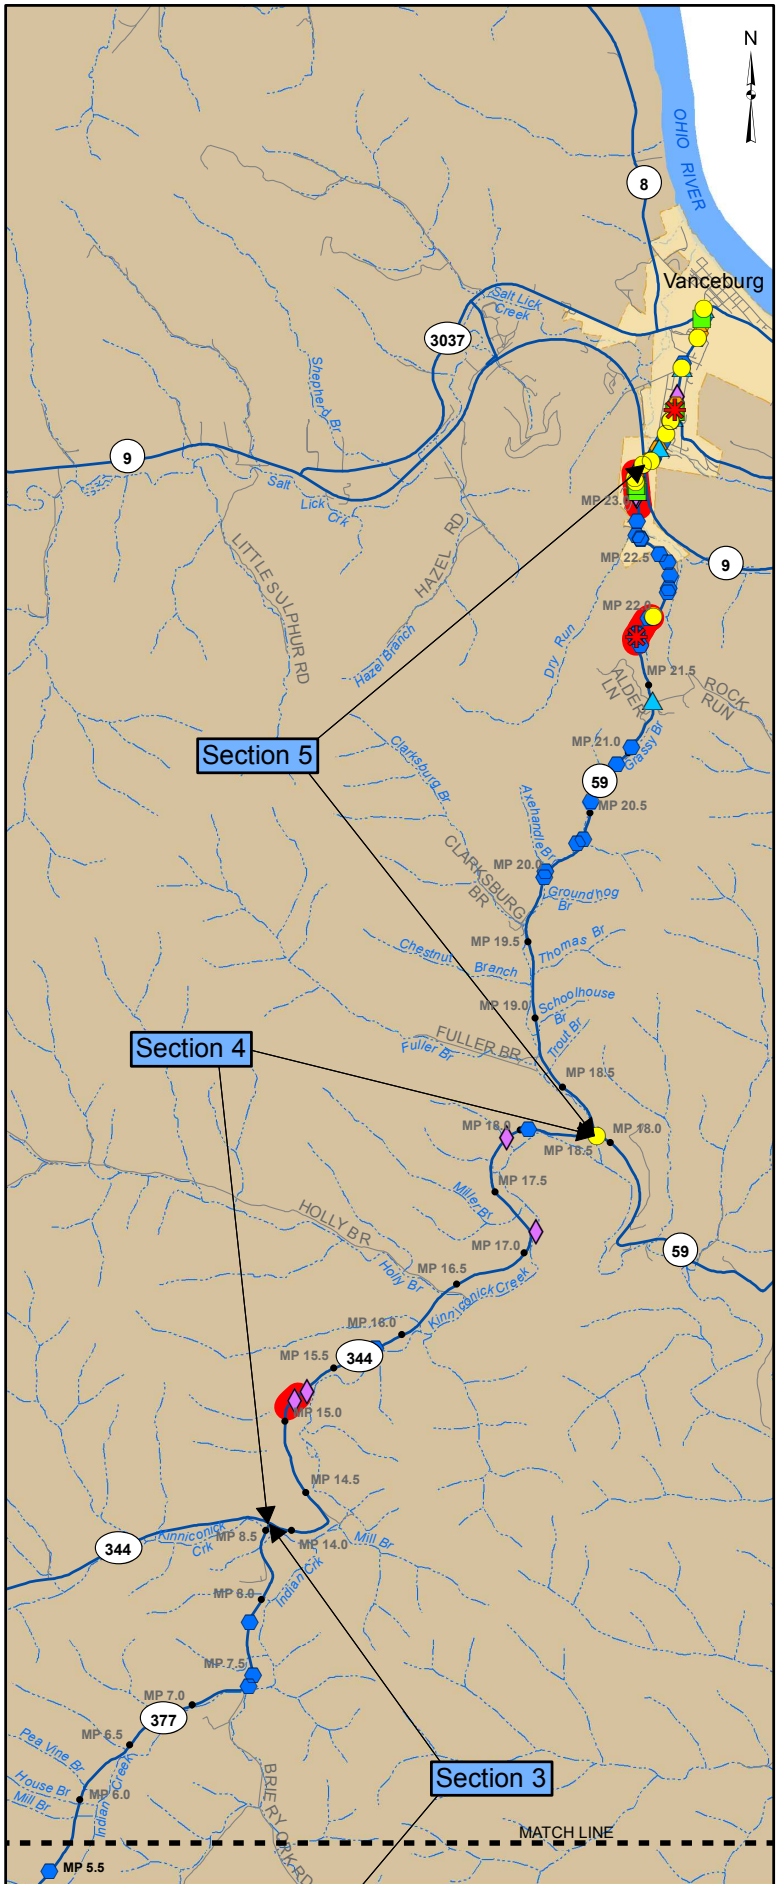 N
OHIO RIVER
8
Vanceburg
Salt Lick
Creek
3037
Shepherd Br
9
Salt
Lick
Crk
HAZEL RD
MP 23.0
LITTLE SULPHUR RD
MP 22.5
9
Hazel Branch
Dry Run
MP 22.0
MP 21.5
ALDER
LN
ROCK
RUN
Section 5
MP 21.0
Grassy Br
Clarksburg Br
59
Axehandle Br
MP 20.5
CLARKSBURG
BR
MP 20.0
Groundhog
Br
MP 19.5
Thomas Br
Chestnut
Branch
MP 19.0
Schoolhouse
Br
Section 4
FULLER BR
Fuller Br
Trout Br
MP 18.5
MP 18.0
MP 18.0
MP 18.5
MP 17.5
Miller Br
HOLLY BR
MP 17.0
59
Holly Br
MP 16.5
Kinniconick Creek
MP 16.0
MP 15.5
344
MP 15.0
MP 14.5
Kinniconick
Crk
MP 8.5
MP 14.0
Mill Br
344
Indian Crk
MP 6.0
MP 7.5
MP 7.0
377
MP 6.5
Pea Vine Br
House Br
Mill Br
MP 6.0
Indian Creek
BRIERY CRK RD
Section 3
MATCH LINE
MP 5.5